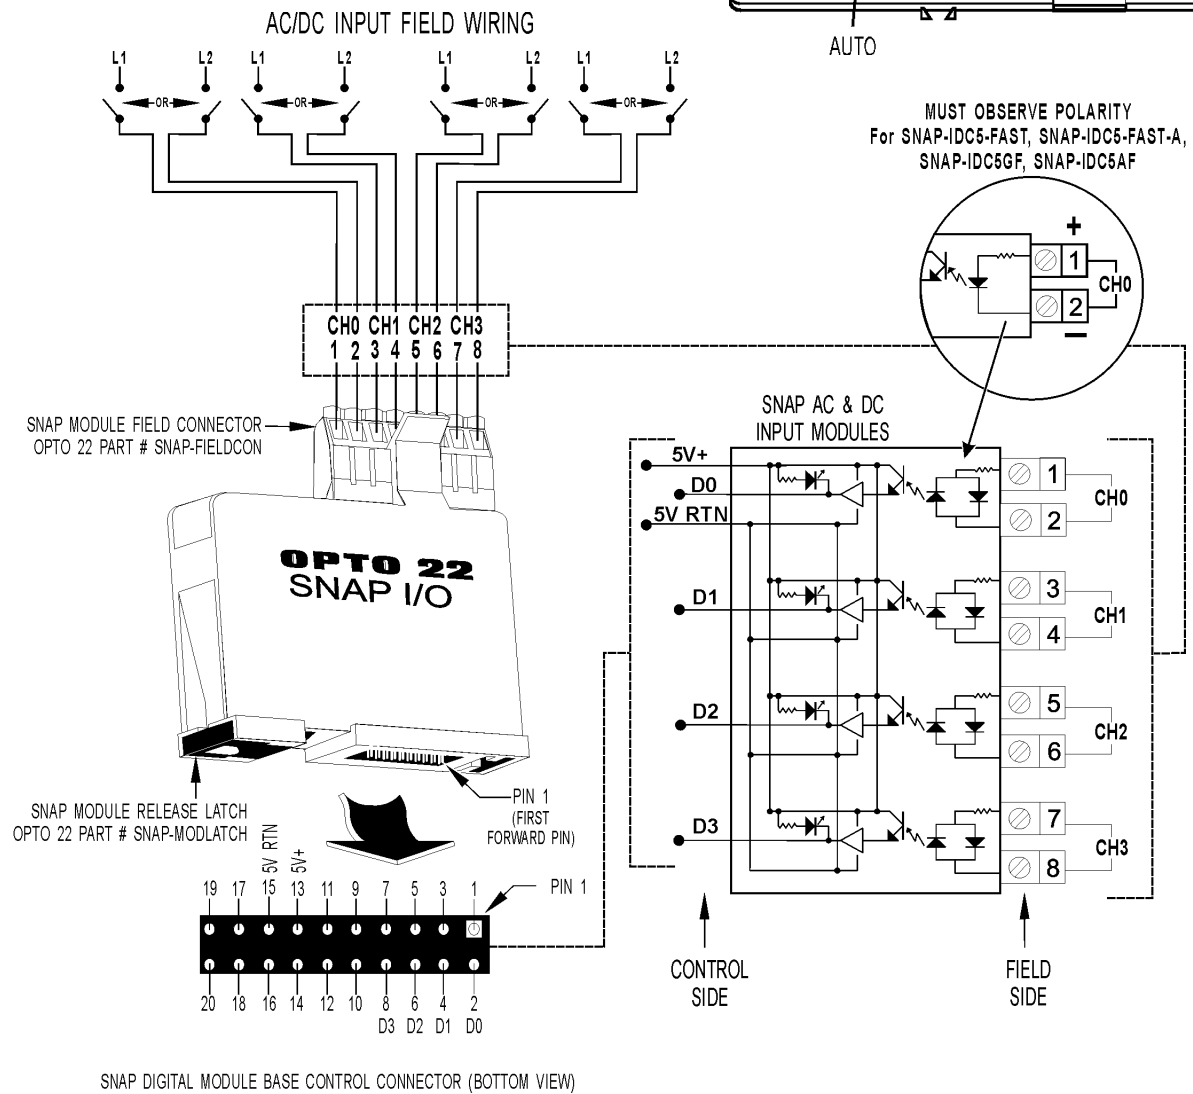 AC/DC INPUT FIELD WIRING
AUTO
L1 L2 L1 L2 L1 L2 L1 L2
OR OR OR OR
MUST OBSERVE POLARITY
For SNAP-IDC5-FAST, SNAP-IDC5-FAST-A,
SNAP-IDC5GF, SNAP-IDC5AF
+
1
CH0
2
–
CH0 CH1 CH2 CH3
1 2 3 4 5 6 7 8
SNAP MODULE FIELD CONNECTOR
OPTO 22 PART # SNAP-FIELDCON
SNAP AC & DC
INPUT MODULES
5V+
D0
5V RTN
D1
D2
D3
1
CH0
2
3
CH1
4
5
CH2
6
7
CH3
8
OPTO 22
SNAP I/O
SNAP MODULE RELEASE LATCH
OPTO 22 PART # SNAP-MODLATCH
PIN 1
(FIRST
FORWARD PIN)
5V RTN
5V+
19 17 15 13 11 9 7 5 3 1
PIN 1
20 18 16 14 12 10 8 6 4 2
D3 D2 D1 D0
CONTROL
SIDE
FIELD
SIDE
SNAP DIGITAL MODULE BASE CONTROL CONNECTOR (BOTTOM VIEW)